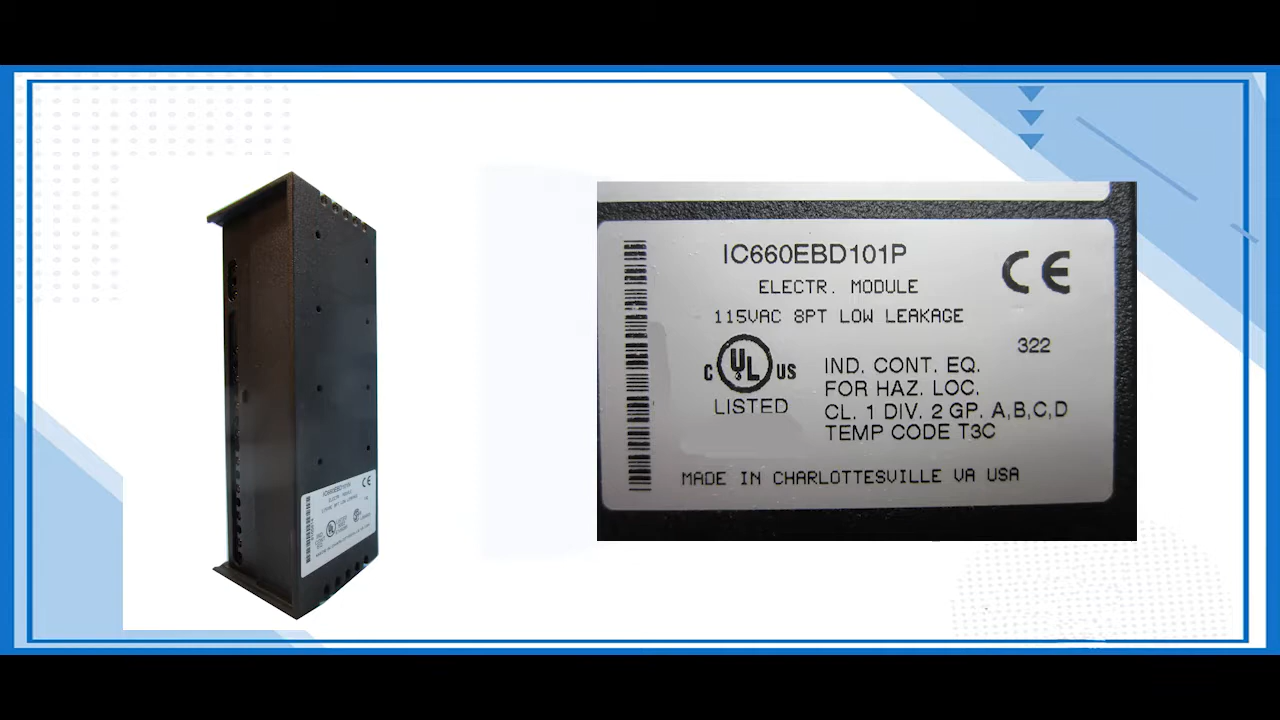 IC660EBD101P
ELECTR. MODULE
115VAC 8PT LOW LEAKAGE
CE
322
C UL US
LISTED
IND. CONT. EQ.
FOR HAZ. LOC.
CL. 1 DIV. 2 GP. A,B,C,D
TEMP CODE T3C
MADE IN CHARLOTTESVILLE VA USA
CE